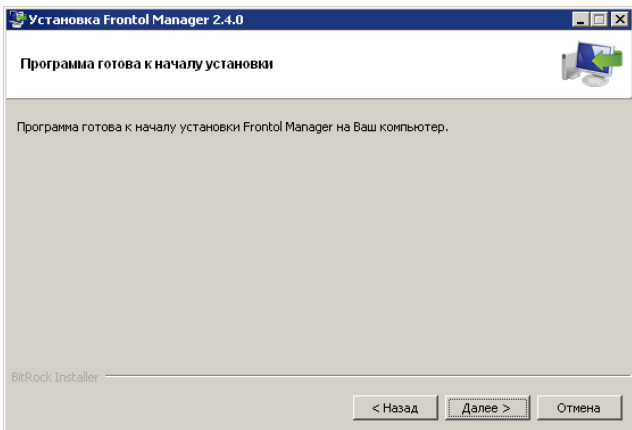 Установка Frontol Manager 2.4.0
Программа готова к началу установки
Программа готова к началу установки Frontol Manager на Ваш компьютер.
BitRock Installer
< Назад
Далее >
Отмена